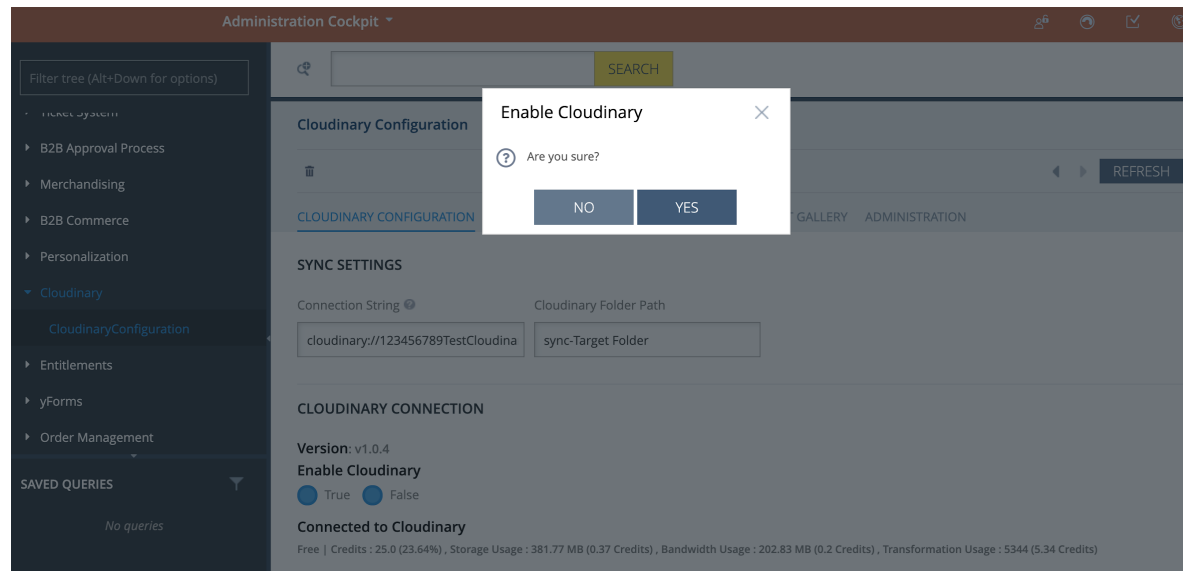 Administration Cockpit
Filter tree (Alt+Down for options)
SEARCH
Ticket System
B2B Approval Process
Merchandising
B2B Commerce
Personalization
Cloudinary
CloudinaryConfiguration
Entitlements
yForms
Order Management
SAVED QUERIES
No queries
Cloudinary Configuration
REFRESH
CLOUDINARY CONFIGURATION
GALLERY ADMINISTRATION
Enable Cloudinary
Are you sure?
NO YES
SYNC SETTINGS
Connection String Cloudinary Folder Path
cloudinary://123456789TestCloudina sync-Target Folder
CLOUDINARY CONNECTION
Version: v1.0.4
Enable Cloudinary
True False
Connected to Cloudinary
Free | Credits : 25.0 (23.64%) , Storage Usage : 381.77 MB (0.37 Credits) , Bandwidth Usage : 202.83 MB (0.2 Credits) , Transformation Usage : 5344 (5.34 Credits)